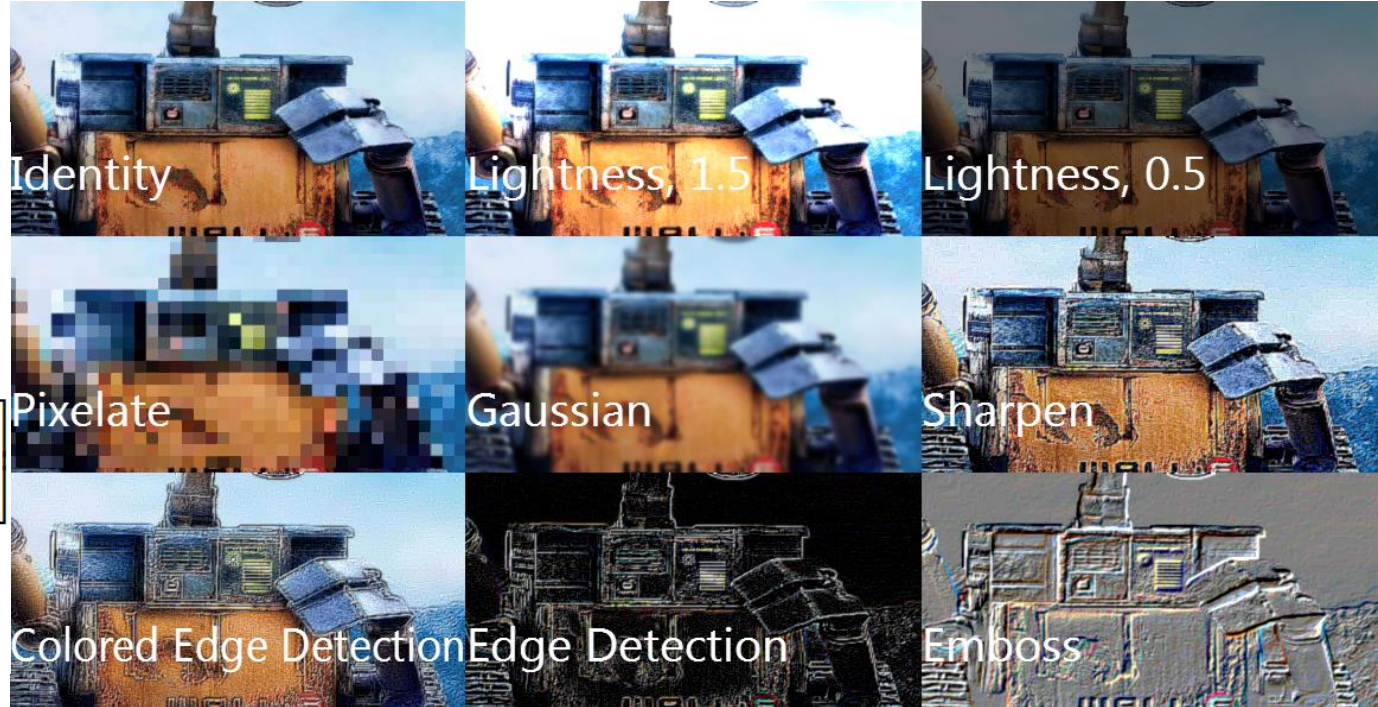 Identity
Lightness, 1.5
Lightness, 0.5
Pixelate
Gaussian
Sharpen
Colored Edge Detection
Edge Detection
Emboss